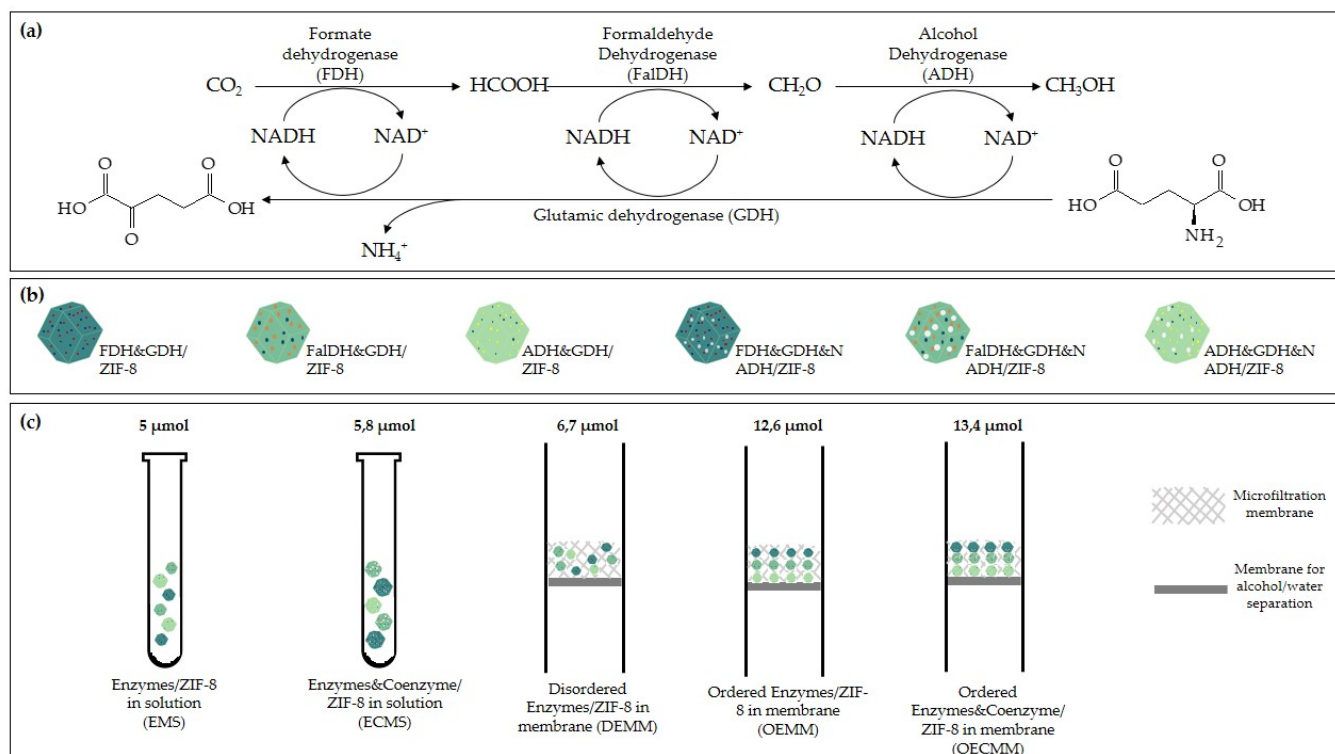 (a)
Formate
dehydrogenase
(FDH)
Formaldehyde
Dehydrogenase
(FalDH)
Alcohol
Dehydrogenase
(ADH)
CO₂
HCOOH
CH₂O
CH₃OH
NADH
NAD⁺
NADH
NAD⁺
NADH
NAD⁺
O
O
HO
OH
O
Glutamic dehydrogenase (GDH)
NH₄⁺
O
O
HO
OH
NH₂
(b)
FDH&GDH/
ZIF-8
FalDH&GDH/
ZIF-8
ADH&GDH/
ZIF-8
FDH&GDH&N
ADH/ZIF-8
FalDH&GDH&N
ADH/ZIF-8
ADH&GDH&N
ADH/ZIF-8
(c)
5 µmol
5,8 µmol
6,7 µmol
12,6 µmol
13,4 µmol
Enzymes/ZIF-8
in solution
(EMS)
Enzymes&Coenzyme/
ZIF-8 in solution
(ECMS)
Disordered
Enzymes/ZIF-8 in
membrane (DEMM)
Ordered Enzymes/ZIF-
8 in membrane
(OEMM)
Ordered
Enzymes&Coenzyme/
ZIF-8 in membrane
(OECMM)
Microfiltration
membrane
Membrane for
alcohol/water
separation